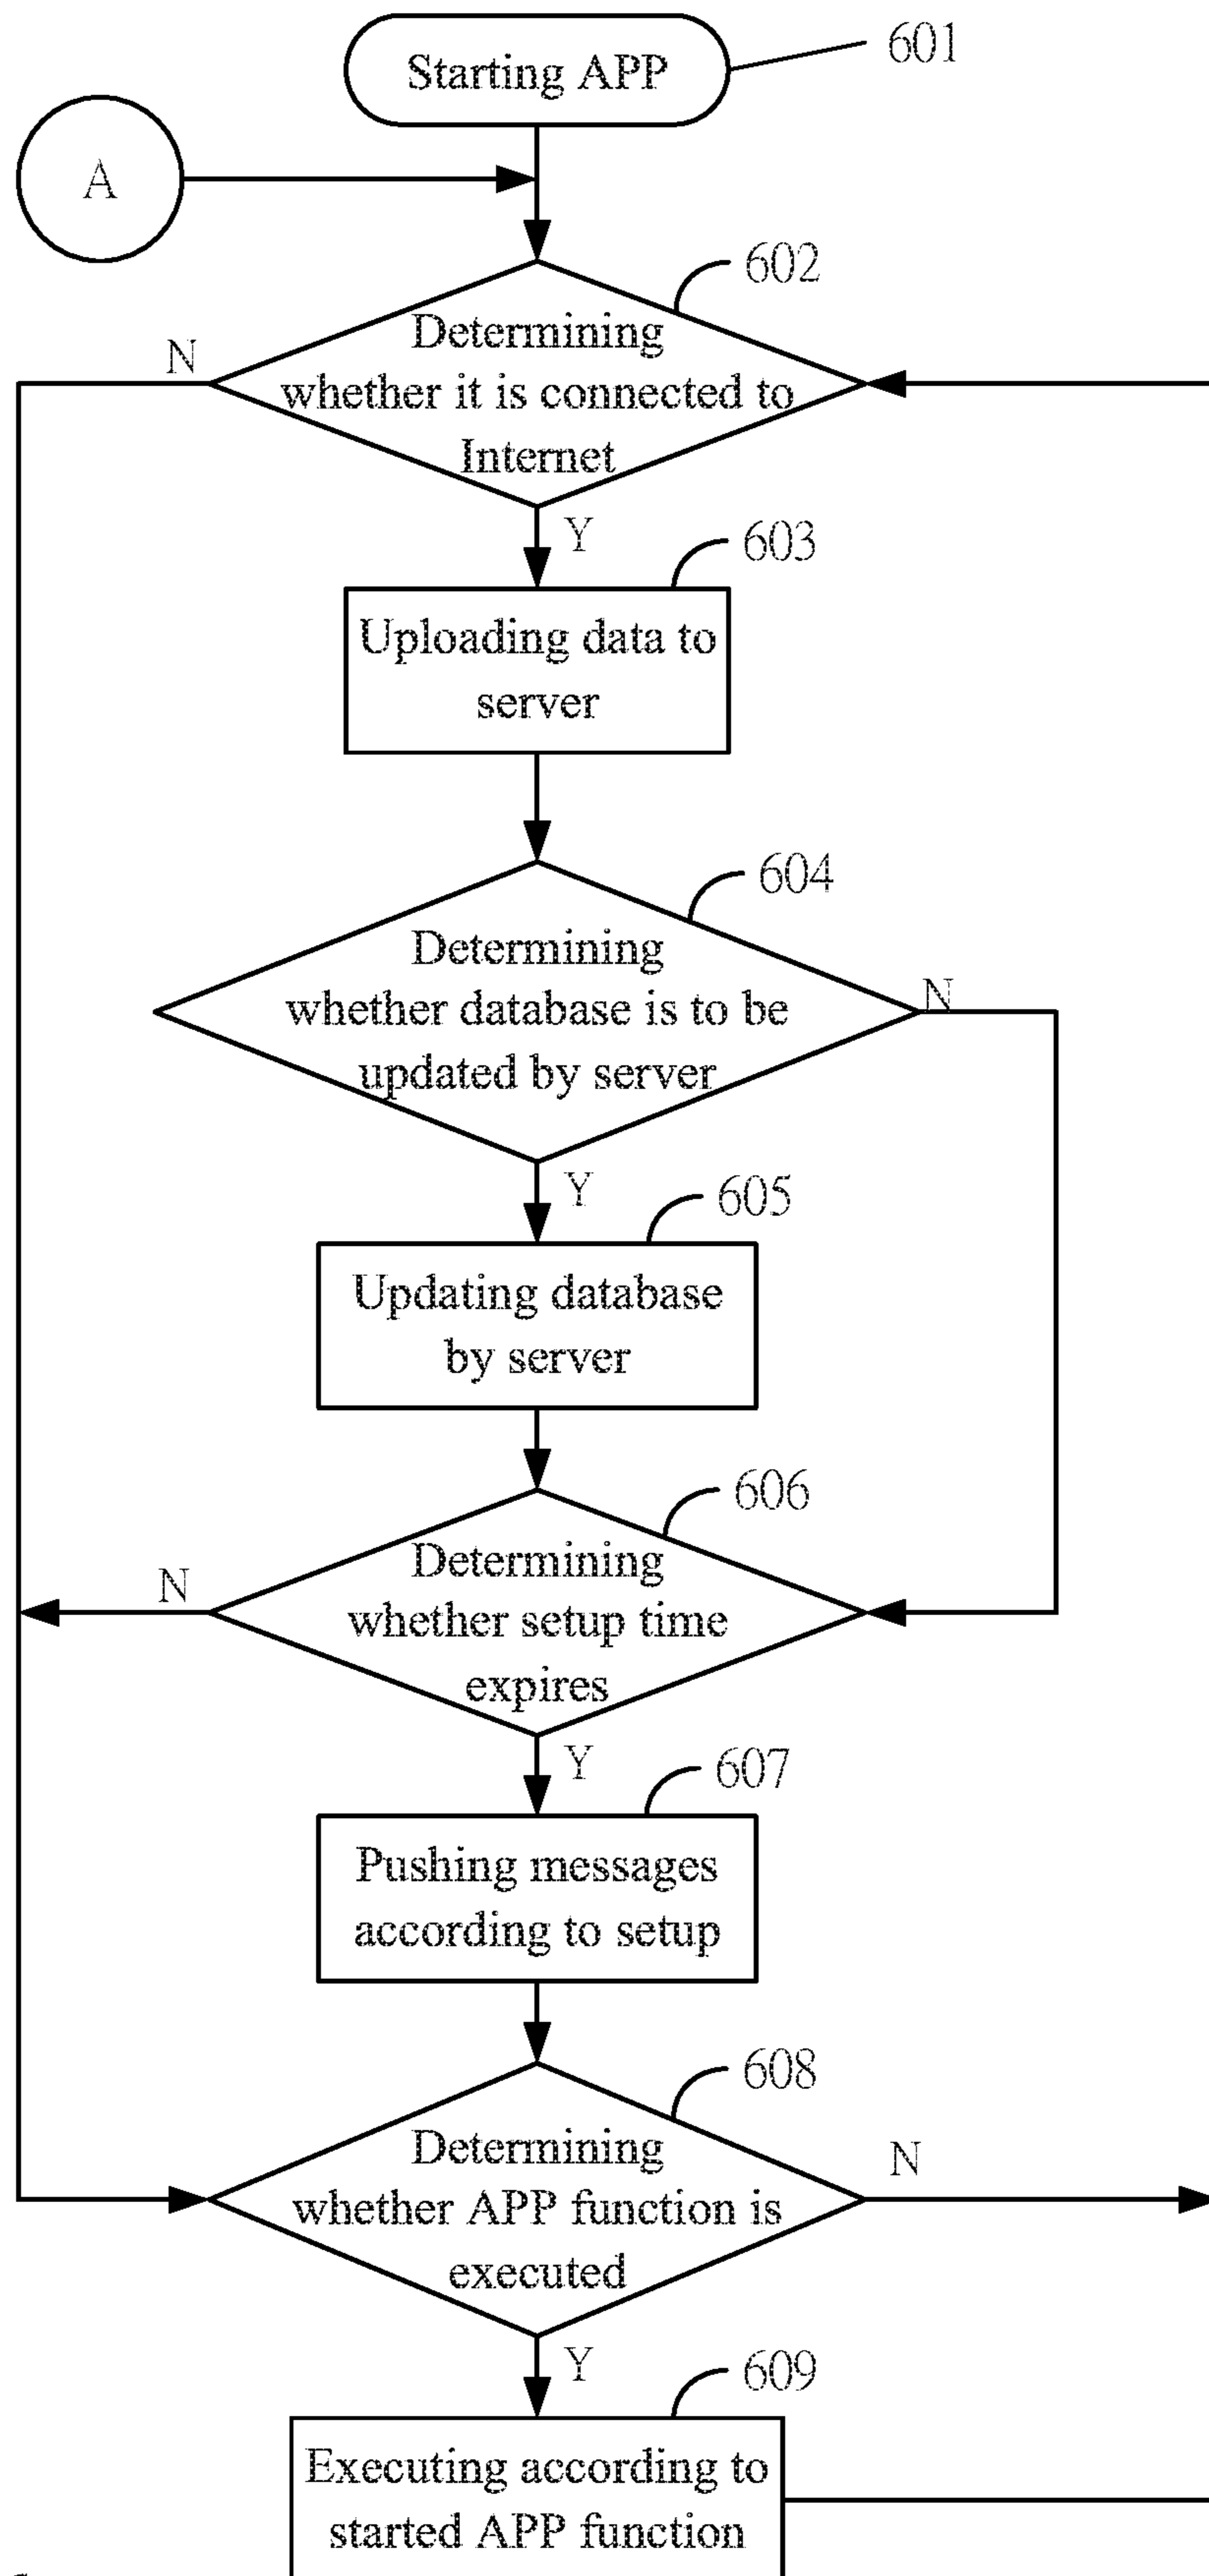 Starting APP
601
A
602
Determining
whether it is connected to
Internet
N
Y
603
Uploading data to
server
604
Determining
whether database is to be
updated by server
N
Y
605
Updating database
by server
606
Determining
whether setup time
expires
N
Y
607
Pushing messages
according to setup
608
Determining
whether APP function is
executed
N
Y
609
Executing according to
started APP function